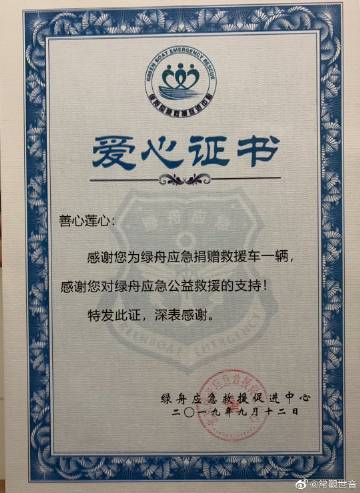 GREEN BOAT EMERGENCY RESCUE
爱心证书
善心莲心：
感谢您为绿舟应急捐赠救援车一辆，
感谢您对绿舟应急公益救援的支持！
特发此证，深表感谢。
绿舟应急救援促进中心
二〇一九年九月十二日
@常觀世音